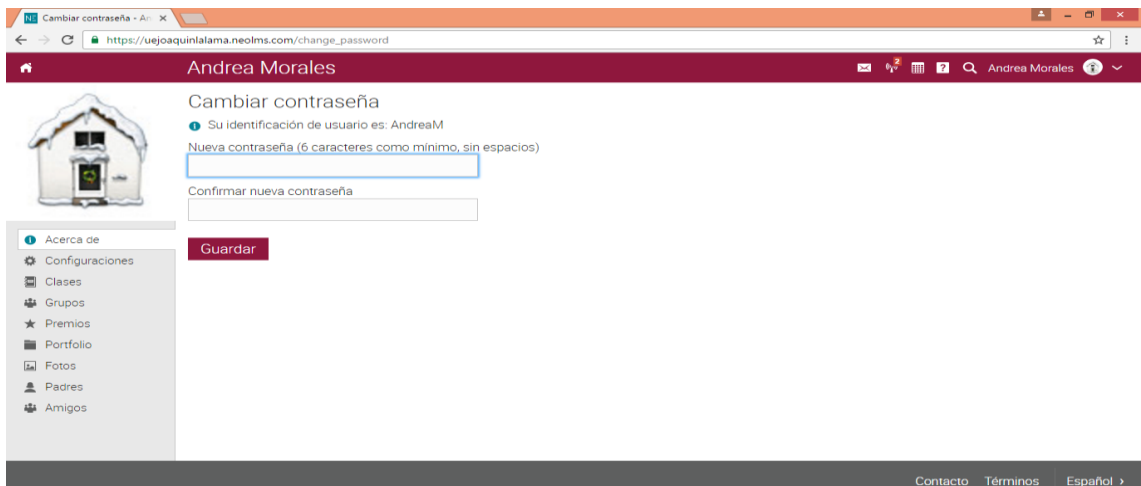 NE Cambiar contraseña - An
https://uejoaquinlalama.neolms.com/change_password
Andrea Morales
2
?
Andrea Morales
Cambiar contraseña
Su identificación de usuario es: AndreaM
Nueva contraseña (6 caracteres como mínimo, sin espacios)
Confirmar nueva contraseña
Guardar
Acerca de
Configuraciones
Clases
Grupos
Premios
Portfolio
Fotos
Padres
Amigos
Contacto Términos Español ›